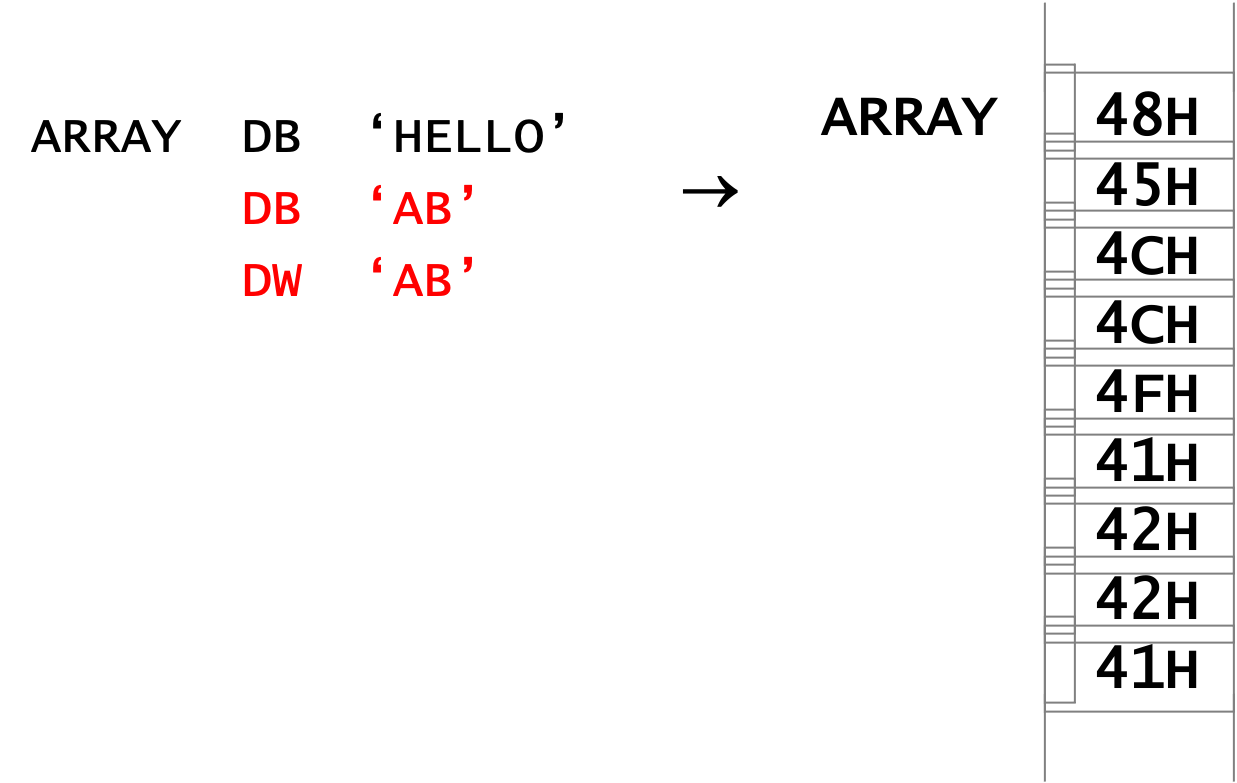 ARRAY DB ‘HELLO’
DB ‘AB’
DW ‘AB’
→
ARRAY
48H
45H
4CH
4CH
4FH
41H
42H
42H
41H